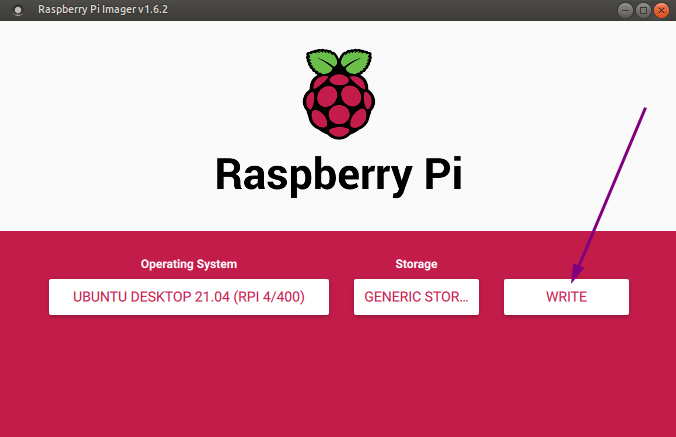 Raspberry Pi Imager v1.6.2
Raspberry Pi
Operating System
Storage
UBUNTU DESKTOP 21.04 (RPI 4/400)
GENERIC STOR...
WRITE